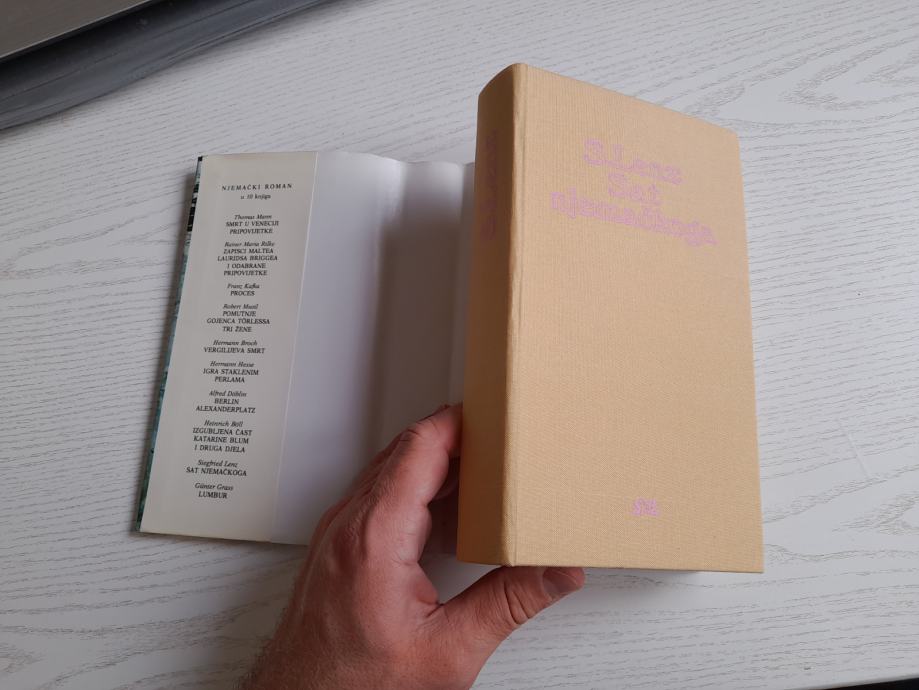 NJEMAČKI ROMAN
u 10 knjiga
Thomas Mann
SMRT U VENECIJI
PRIPOVIJETKE
Rainer Maria Rilke
ZAPISCI MALTEA
LAURIDSA BRIGGEA
I ODABRANE
PRIPOVIJETKE
Franz Kafka
PROCES
Robert Musil
POMUTNJE
GOJENCA TÖRLESSA
TRI ŽENE
Hermann Broch
VERGILIJEVA SMRT
Hermann Hesse
IGRA STAKLENIM
PERLAMA
Alfred Döblin
BERLIN
ALEXANDERPLATZ
Heinrich Böll
IZGUBLJENA ČAST
KATARINE BLUM
I DRUGA DJELA
Siegfried Lenz
SAT NJEMAČKOGA
Günter Grass
LUMBUR
S. Lenz
S. Lenz
Sat
njemačkoga